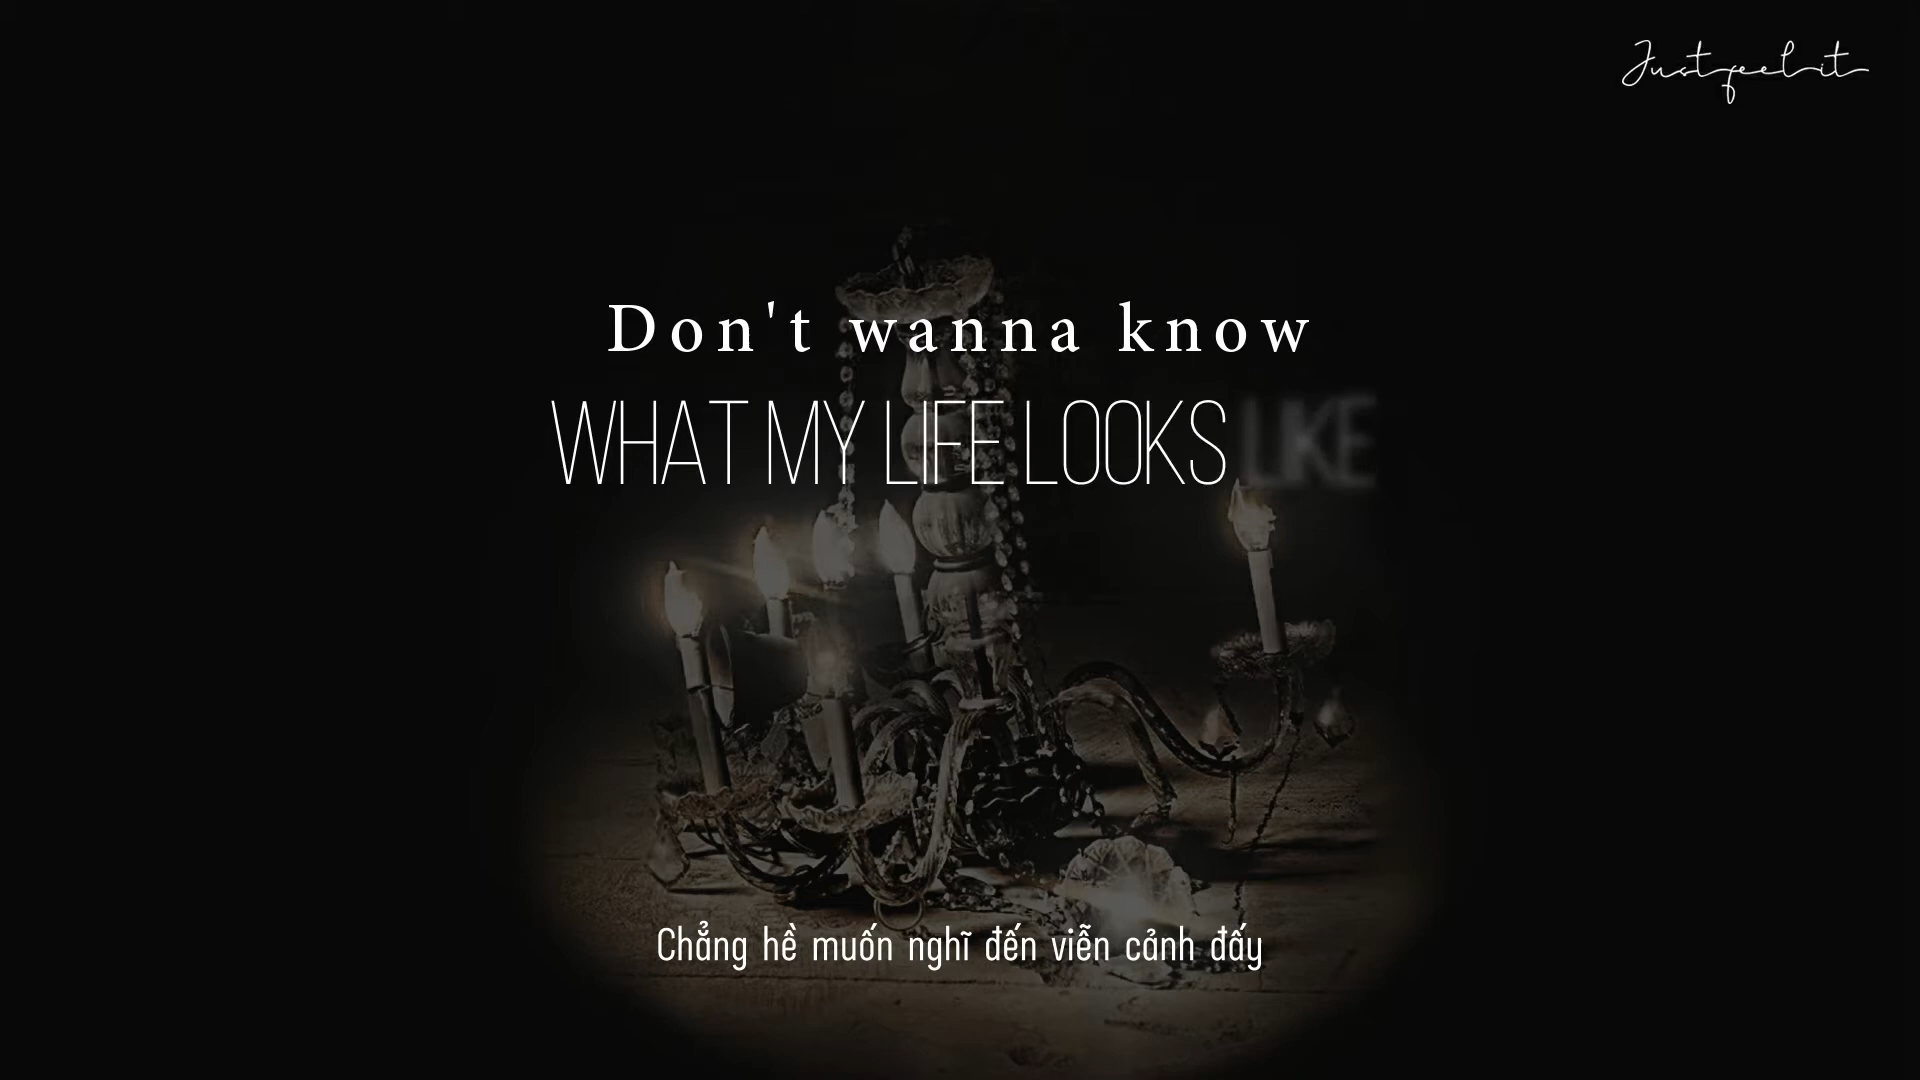 Justfeelit
Don't wanna know
WHAT MY LIFE LOOKS LIKE
Chẳng hề muốn nghĩ đến viễn cảnh đấy